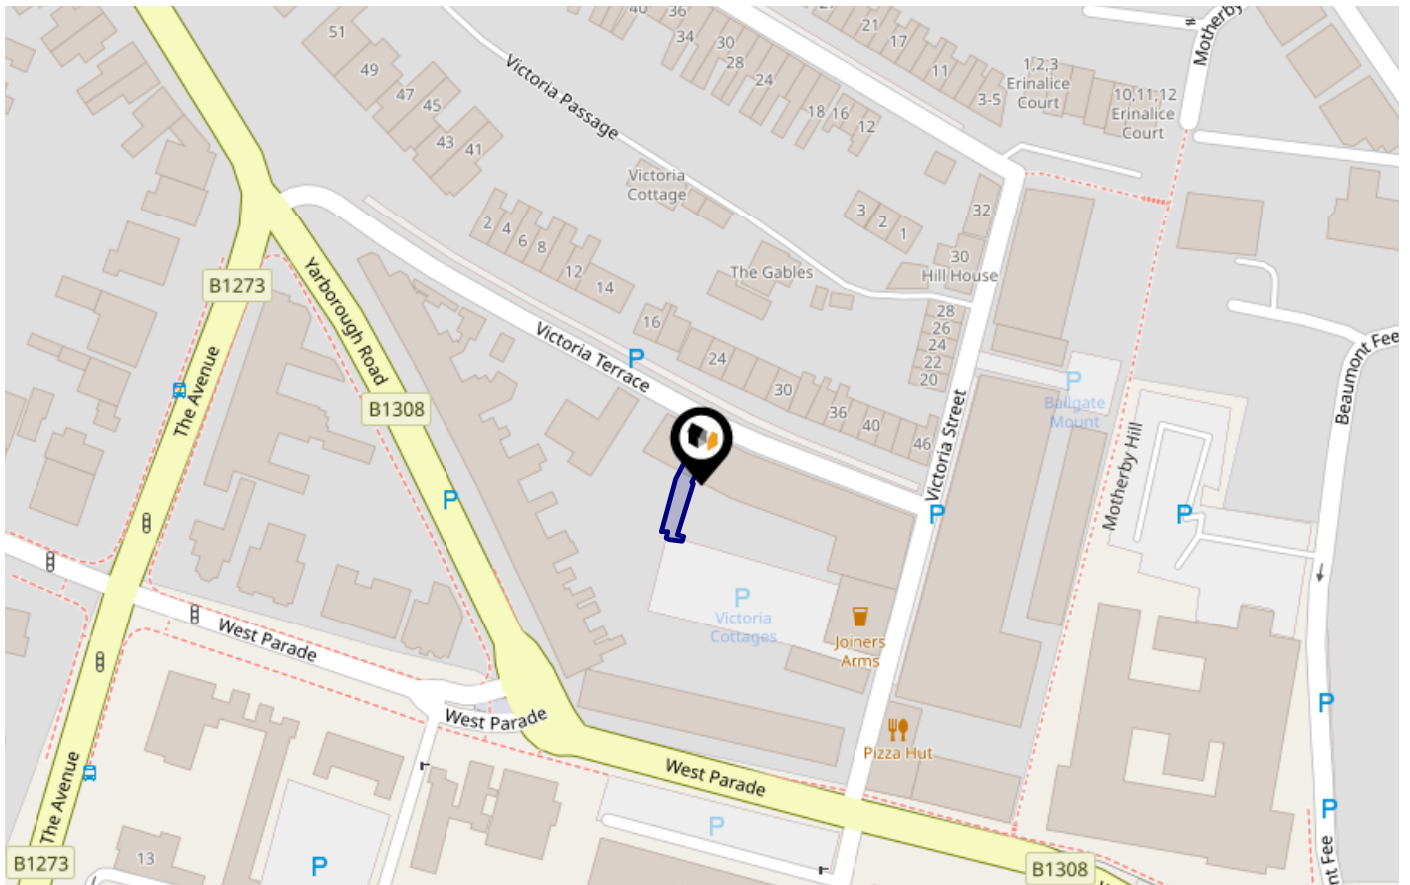 40
36
34
30
28
24
18
16
12
21
17
11
3-5
1,2,3
Erinalice
Court
10,11,12
Erinalice
Court
Motherby
51
49
47
45
43
41
Victoria Passage
Victoria
Cottage
2
4
6
8
12
14
3
2
1
32
30
Hill House
The Gables
28
26
24
22
20
B1273
Yarborough Road
The Avenue
B1308
Victoria Terrace
P
16
24
30
36
40
46
Victoria Street
P
Bailgate
Mount
Beaumont Fee
Motherby Hill
P
P
P
P
Victoria
Cottages
Joiners
Arms
West Parade
West Parade
Pizza Hut
West Parade
The Avenue
P
P
P
P
13
B1273
B1308
nt Fee